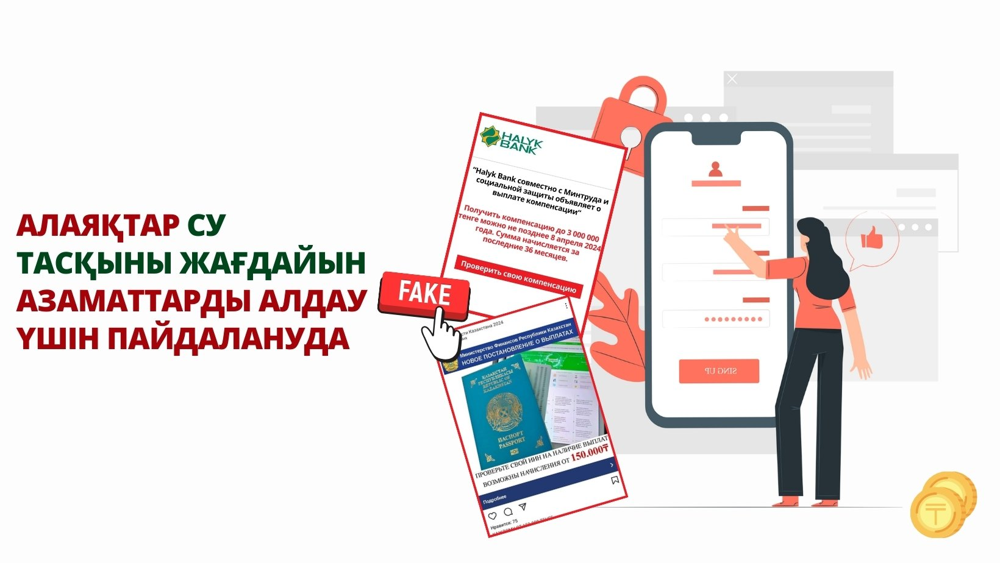 АЛАЯҚТАР СУ
ТАСҚЫНЫ ЖАҒДАЙЫН
АЗАМАТТАРДЫ АЛДАУ
ҮШІН ПАЙДАЛАНУДА
HALYK
BANK
“Halyk Bank совместно с Минтруда и
социальной защиты объявляет о
выплате компенсации“
Получить компенсацию до 3 000 000
тенге можно не позднее 8 апреля 2024
года. Сумма начисляется за
последние 36 месяцев.
Проверить свою компенсацию
FAKE
Казахстана 2024
Министерство Финансов Республики Казахстан
НОВОЕ ПОСТАНОВЛЕНИЕ О ВЫПЛАТАХ
ҚАЗАҚСТАН
РЕСПУБЛИКАСЫ
REPUBLIC OF
KAZAKHSTAN
ПАСПОРТ
PASSPORT
ПРОВЕРЬТЕ СВОЙ ИИН НА НАЛИЧИЕ ВЫПЛАТ
ВОЗМОЖНЫ НАЧИСЛЕНИЯ ОТ 150.000₸
Подробнее
Нравится: 75
SING UP